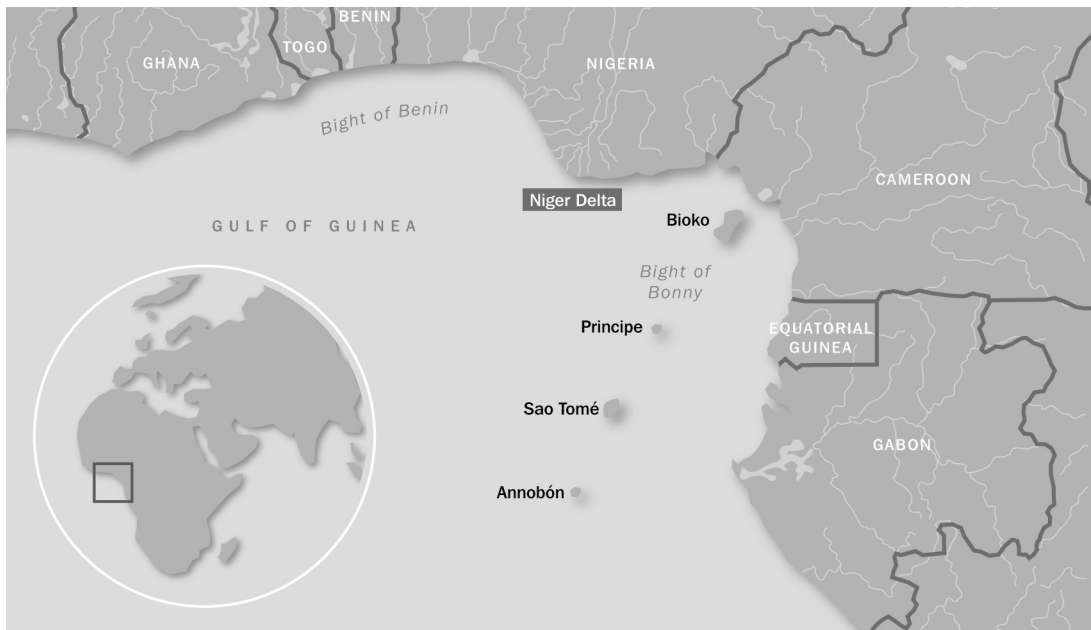 BENIN
TOGO
GHANA
NIGERIA
Bight of Benin
CAMEROON
Niger Delta
Bioko
GULF OF GUINEA
Bight of
Bonny
Principe
EQUATORIAL
GUINEA
Sao Tomé
GABON
Annobón